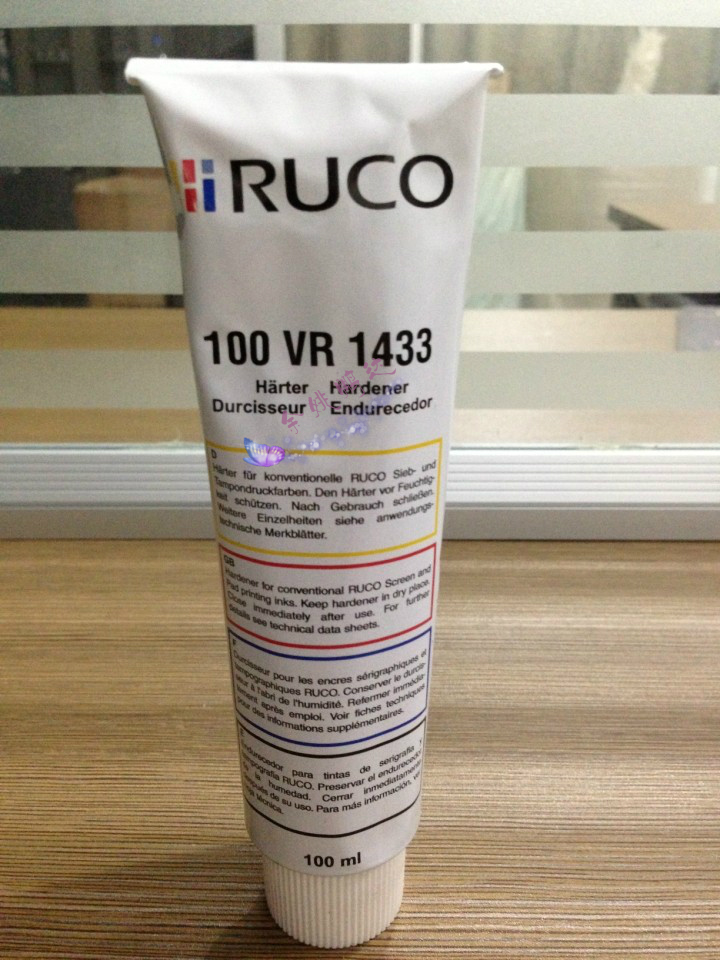 RUCO
100 VR 1433
Härter Hardener
Durcisseur Endurecedor
D
Härter für konventionelle RUCO Sieb- und
Tampondruckfarben. Den Härter vor Feuchtig-
keit schützen. Nach Gebrauch schließen.
Weitere Einzelheiten siehe anwendungs-
technische Merkblätter.
GB
Hardener for conventional RUCO Screen and
Pad printing inks. Keep hardener in dry place.
Close immediately after use. For further
details see technical data sheets.
F
Durcisseur pour les encres sérigraphiques et
tampographiques RUCO. Conserver le durcis-
seur à l'abri de l'humidité. Refermer immédia-
tement après emploi. Voir fiches techniques
pour des informations supplémentaires.
Endurecedor para tintas de serigrafía y
RUCO. Preservar el endurecedor
de la humedad. Cerrar inmediatamente
después de su uso. Para más información, ver
técnica.
100 ml